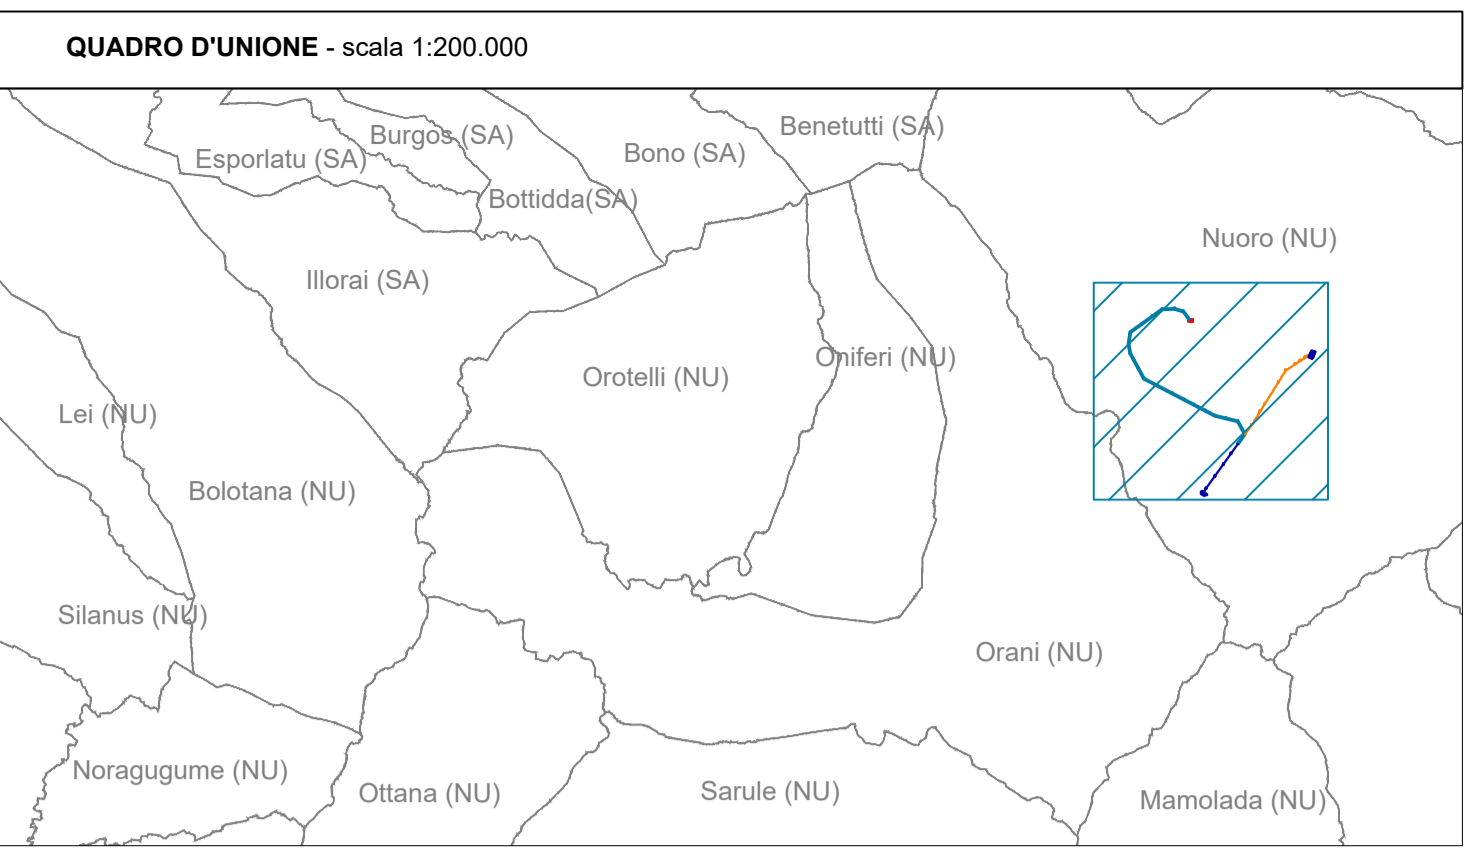 QUADRO D'UNIONE - scala 1:200.000
Benetutti (SA)
Burgos (SA)
Bono (SA)
Esporlatu (SA)
Bottidda(SA)
Nuoro (NU)
Illorai (SA)
Oniferi (NU)
Orotelli (NU)
Lei (NU)
Bolotana (NU)
Silanus (NU)
Orani (NU)
Noragugume (NU)
Ottana (NU)
Sarule (NU)
Mamolada (NU)